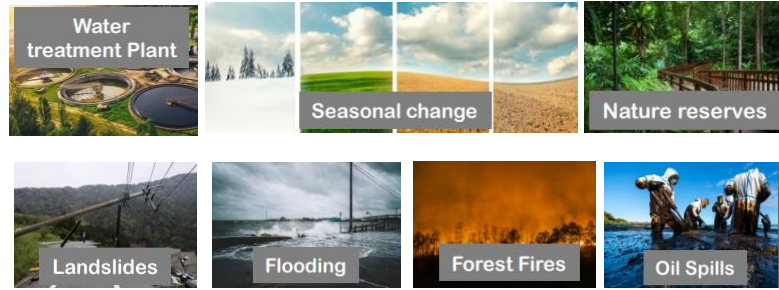 Water
treatment Plant
Seasonal change
Nature reserves
Landslides
Flooding
Forest Fires
Oil Spills